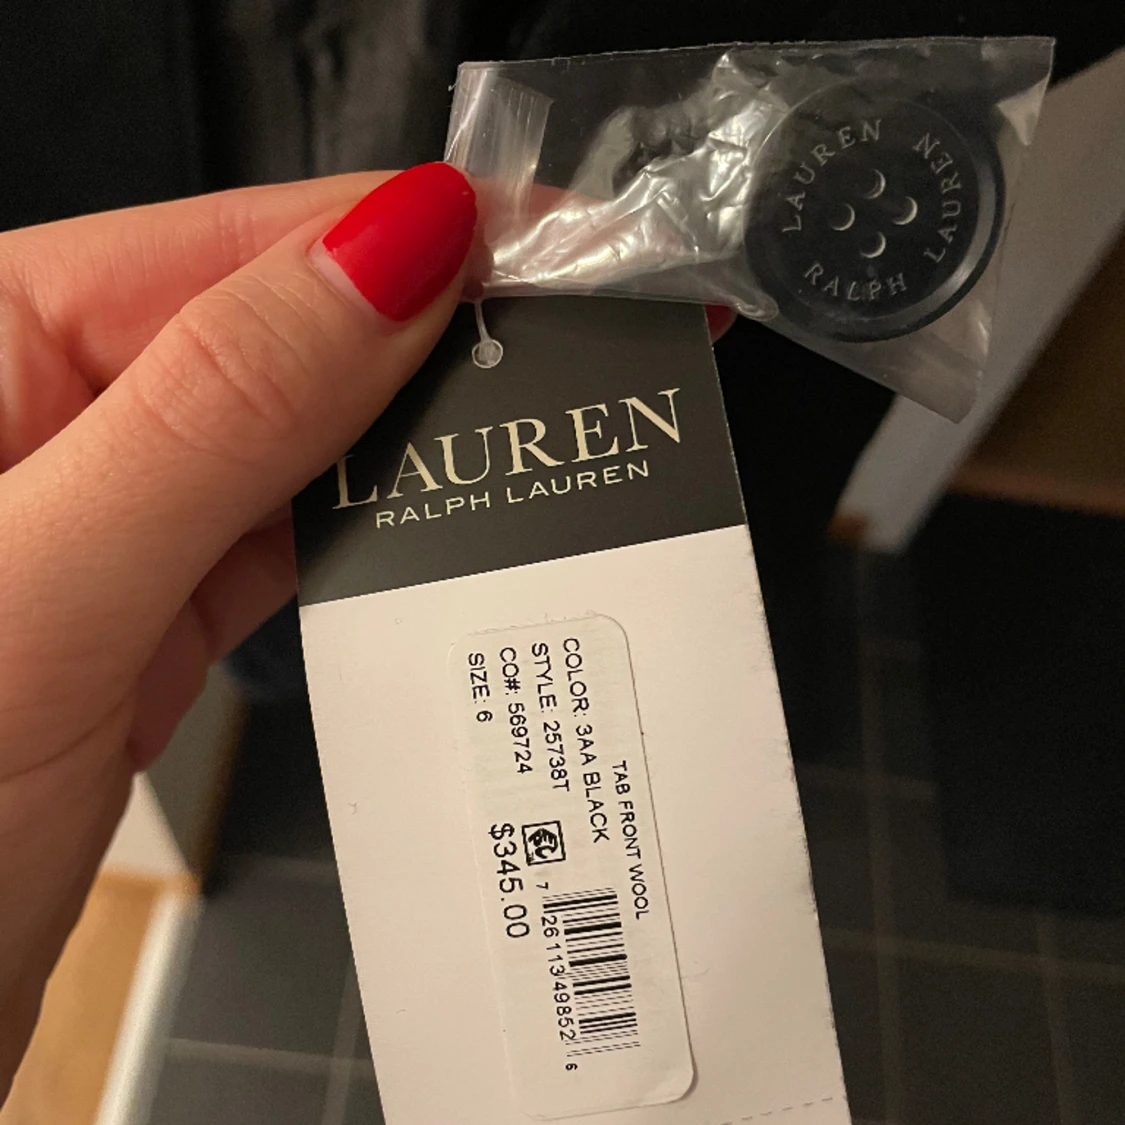 LAUREN
LAUREN
RALPH
LAUREN
RALPH LAUREN
TAB FRONT WOOL
COLOR: 3AA BLACK
STYLE: 25738T
CO#: 569724
SIZE: 6
$345.00
7 26113 49852 6